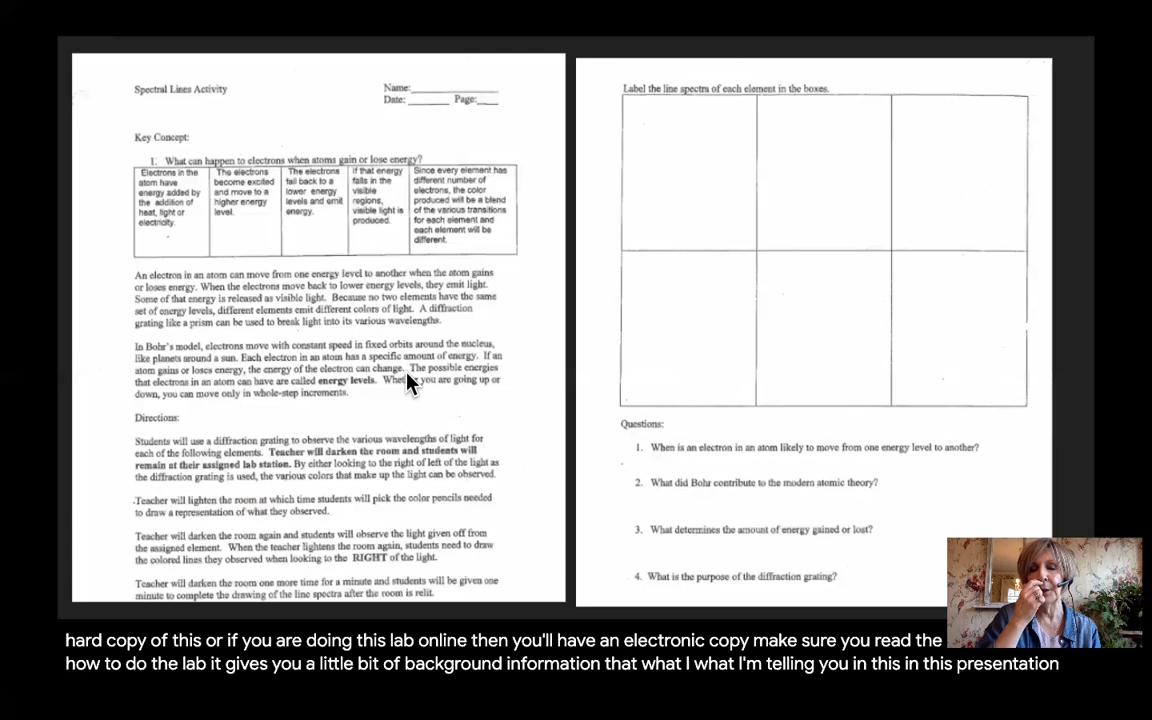 Spectral Lines Activity
Name:
Date: Page:
Key Concept:
1. What can happen to electrons when atoms gain or lose energy?
Electrons in the
atom have
energy added by
the addition of
heat, light or
electricity.
The electrons
become excited
and move to a
higher energy
level.
The electrons
fall back to a
lower energy
levels and emit
energy.
If that energy
falls in the
visible
regions,
visible light is
produced.
Since every element has
different number of
electrons, the color
produced will be a blend
of the various transitions
for each element and
each element will be
different.
An electron in an atom can move from one energy level to another when the atom gains
or loses energy. When the electrons move back to lower energy levels, they emit light.
Some of that energy is released as visible light. Because no two elements have the same
set of energy levels, different elements emit different colors of light. A diffraction
grating like a prism can be used to break light into its various wavelengths.
In Bohr's model, electrons move with constant speed in fixed orbits around the nucleus,
like planets around a sun. Each electron in an atom has a specific amount of energy. If an
atom gains or loses energy, the energy of the electron can change. The possible energies
that electrons in an atom can have are called energy levels. you are going up or
down, you can move only in whole-step increments.
Directions:
Students will use a diffraction grating to observe the various wavelengths of light for
each of the following elements. Teacher will darken the room and students will
remain at their assigned lab station. By either looking to the right of left of the light as
the diffraction grating is used, the various colors that make up the light can be observed.
Teacher will lighten the room at which time students will pick the color pencils needed
to draw a representation of what they observed.
Teacher will darken the room again and students will observe the light given off from
the assigned element. When the teacher lightens the room again, students need to draw
the colored lines they observed when looking to the RIGHT of the light.
Teacher will darken the room one more time for a minute and students will be given one
minute to complete the drawing of the line spectra after the room is relit.
Label the line spectra of each element in the boxes.
Questions:
1. When is an electron in an atom likely to move from one energy level to another?
2. What did Bohr contribute to the modern atomic theory?
3. What determines the amount of energy gained or lost?
4. What is the purpose of the diffraction grating?
hard copy of this or if you are doing this lab online then you'll have an electronic copy make sure you read the
how to do the lab it gives you a little bit of background information that what I what I'm telling you in this in this presentation